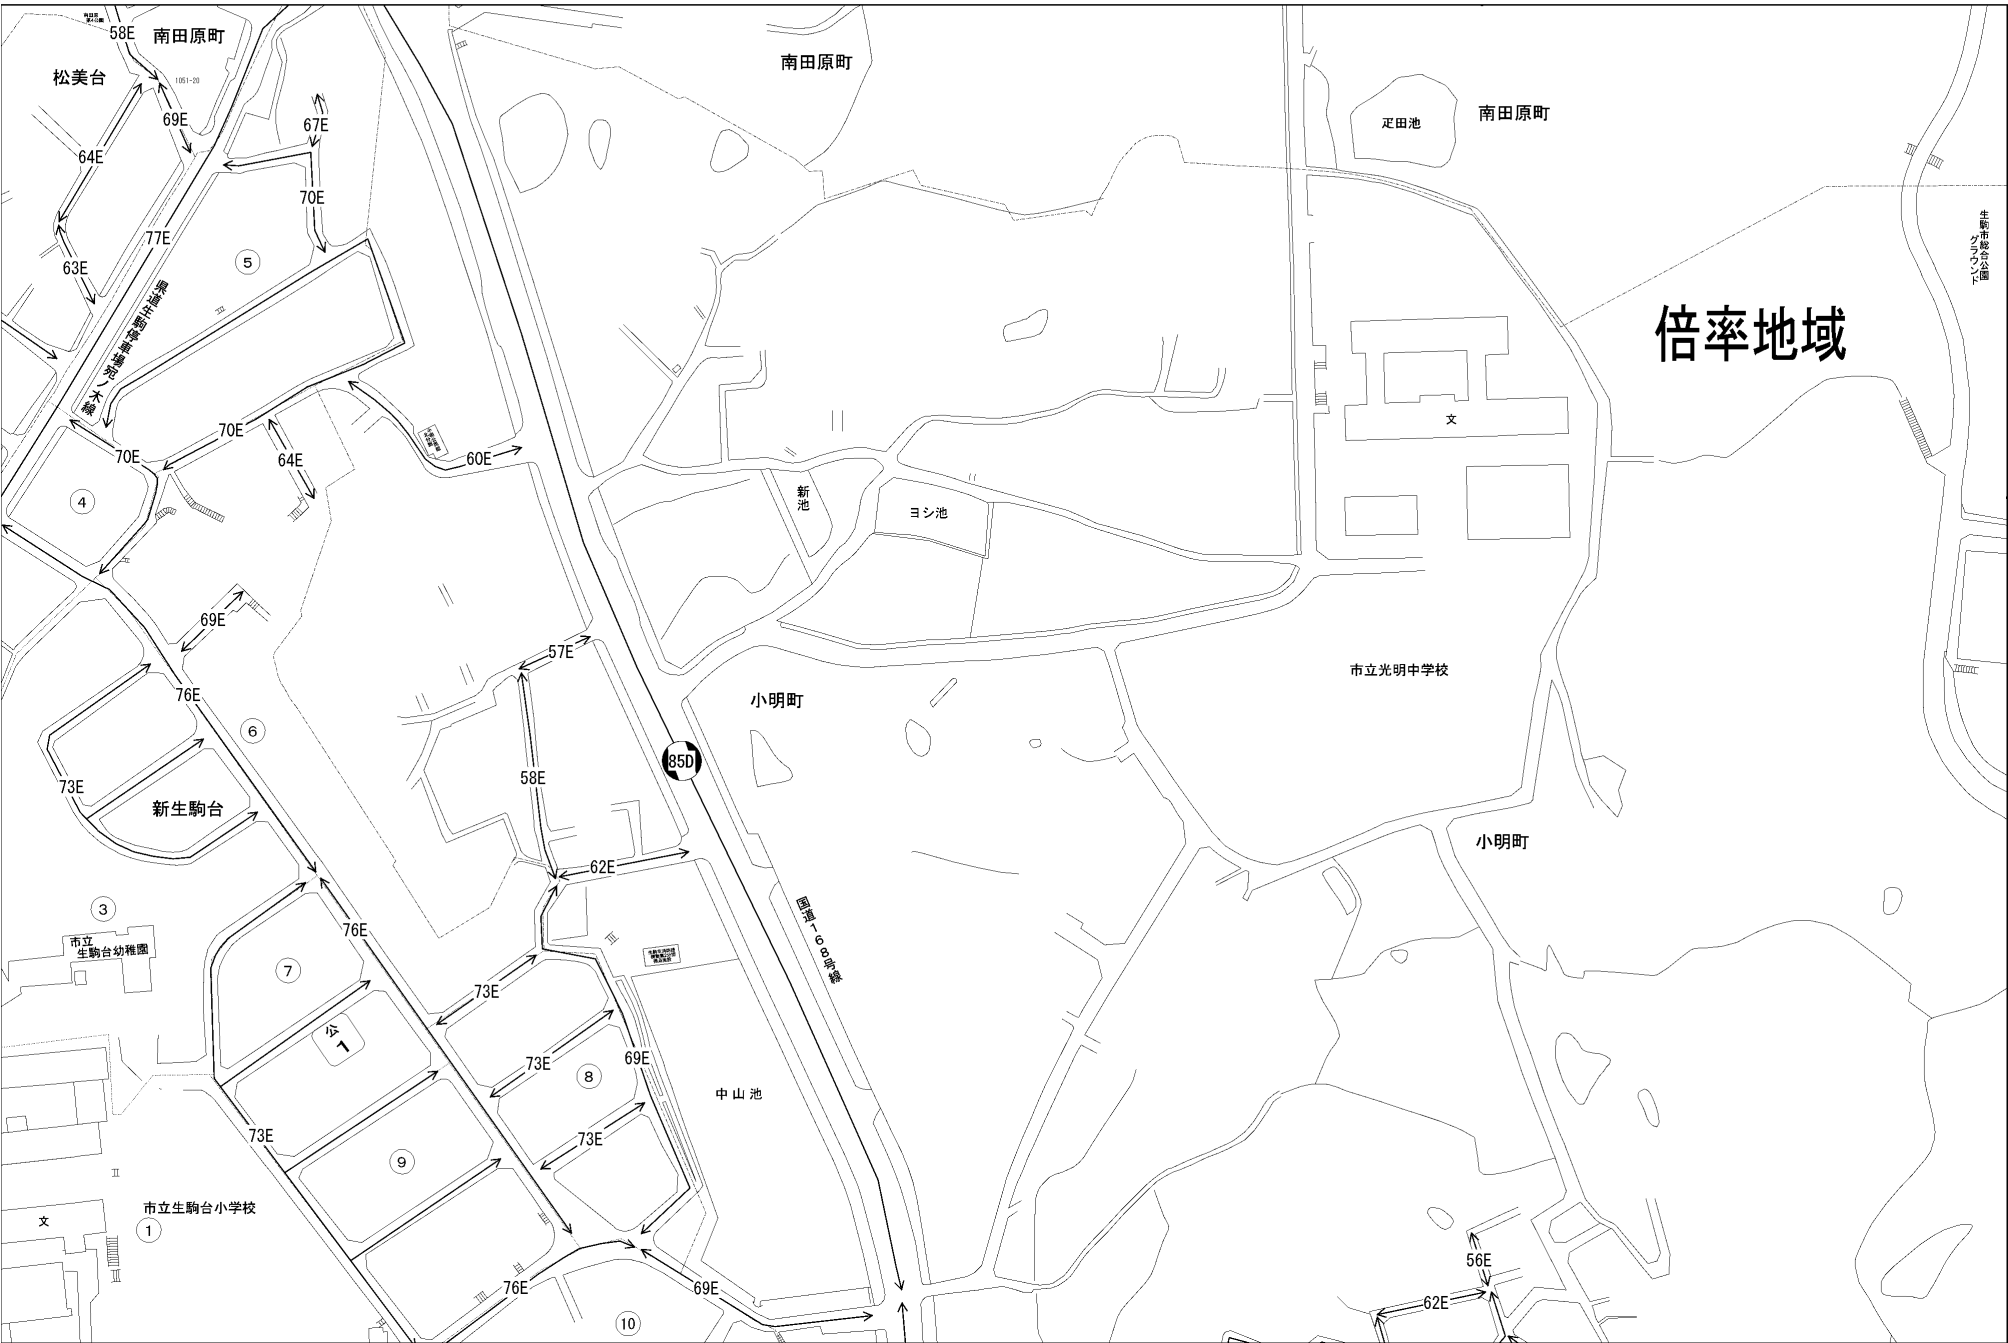 58E
南田原町
松美台
1051-20
69E
67E
64E
70E
77E
63E
⑤
県道生駒停車場宛ノ木線
70E
64E
60E
70E
④
69E
76E
⑥
73E
新生駒台
57E
58E
62E
85D
国道168号線
③
市立
生駒台幼稚園
76E
⑦
公
1
73E
73E
69E
⑧
73E
73E
⑨
中山池
市立生駒台小学校
文
①
76E
69E
⑩
南田原町
疋田池
南田原町
生駒市総合公園
グラウンド
倍率地域
文
新池
ヨシ池
市立光明中学校
小明町
小明町
56E
62E